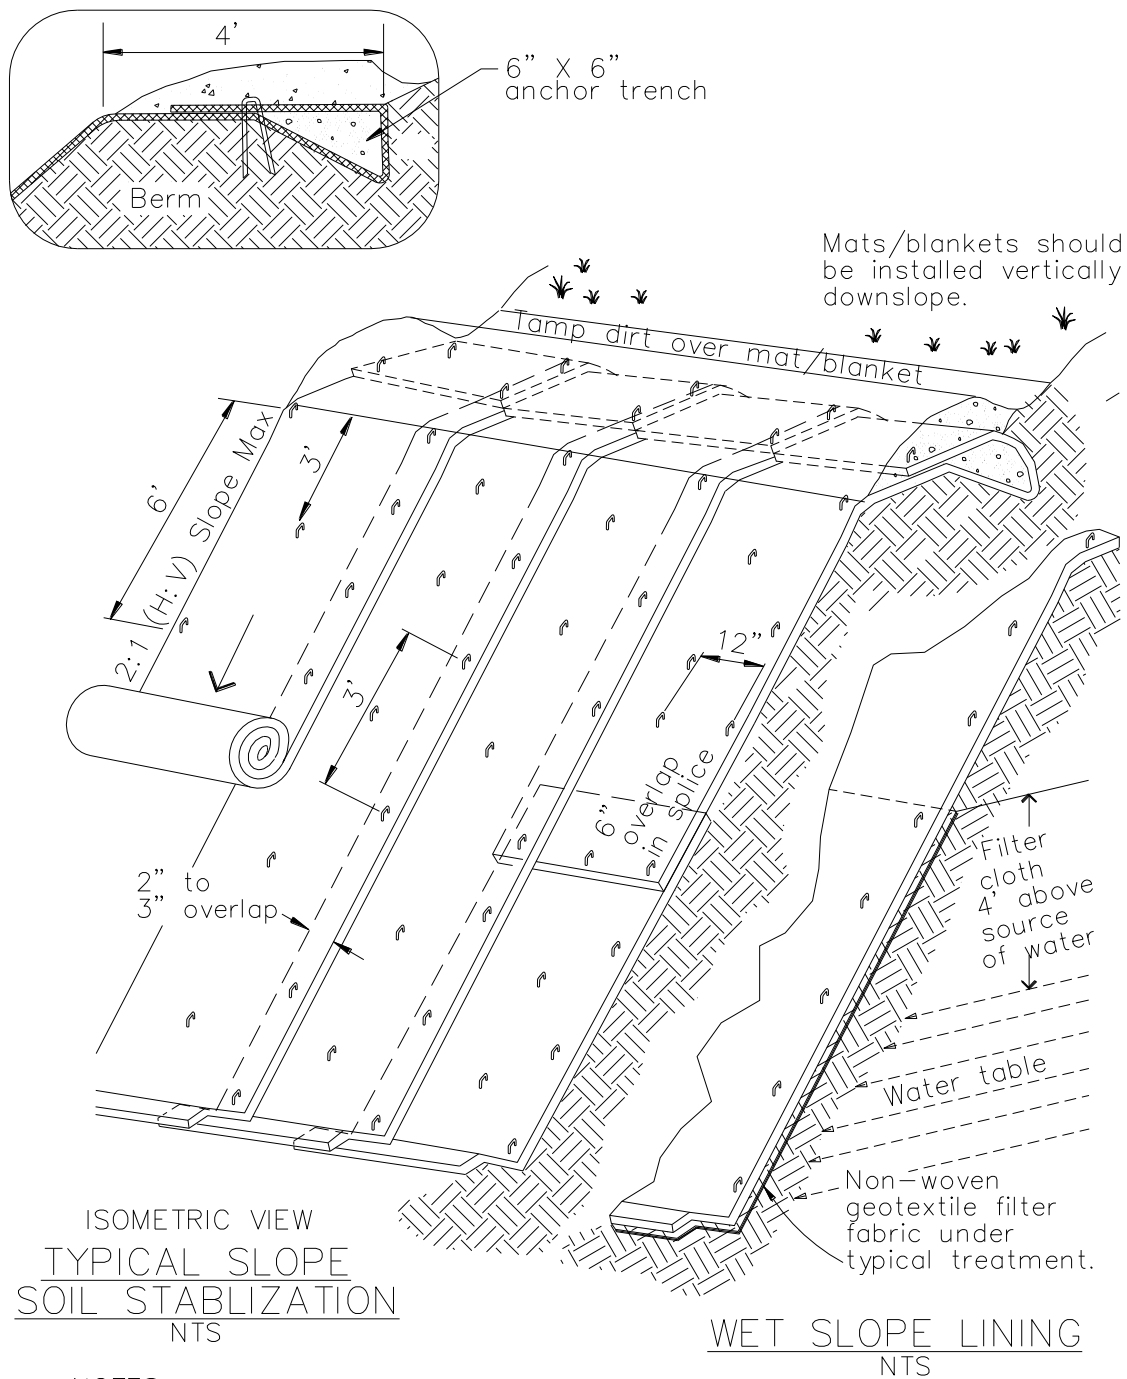 4'
6" X 6"
anchor trench
Berm
Mats/blankets should
be installed vertically
downslope.
Tamp dirt over mat/blanket
2:1 (H:V) Slope Max
6'
3'
3'
12"
6"
overlap
in splice
2" to
3" overlap
Filter
cloth
4' above
source
of water
Water table
Non-woven
geotextile filter
fabric under
typical treatment.
ISOMETRIC VIEW
TYPICAL SLOPE
SOIL STABLIZATION
NTS
WET SLOPE LINING
NTS